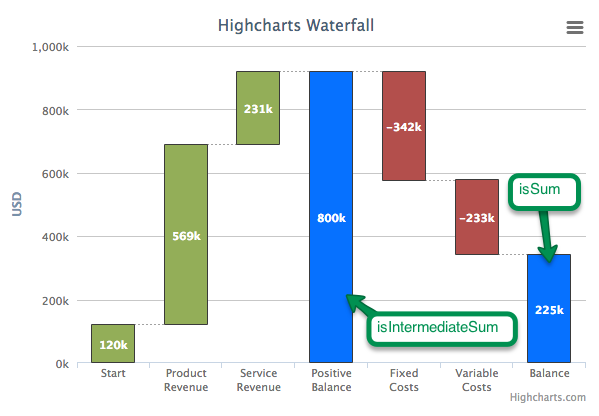 Highcharts Waterfall
1,000k
800k
600k
400k
200k
0k
USD
120k
569k
231k
800k
−342k
−233k
225k
isSum
isIntermediateSum
Start
Product
Revenue
Service
Revenue
Positive
Balance
Fixed
Costs
Variable
Costs
Balance
Highcharts.com